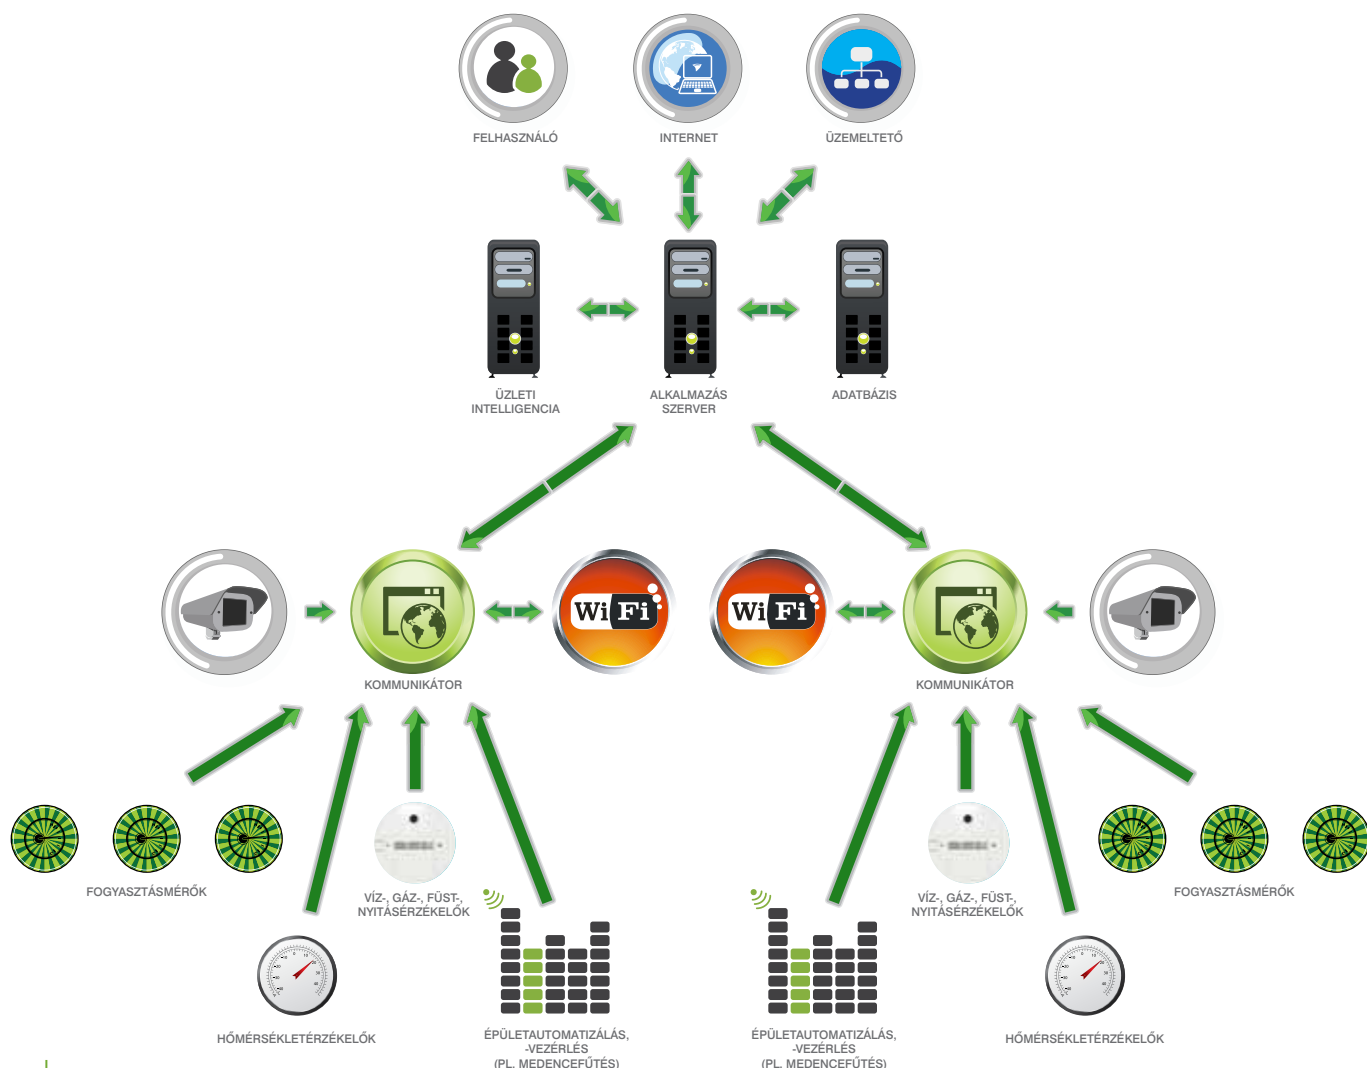 FELHASZNÁLÓ
INTERNET
ÜZEMELTETŐ
ÜZLETI
INTELLIGENCIA
ALKALMAZÁS
SZERVER
ADATBÁZIS
Wi Fi
Wi Fi
KOMMUNIKÁTOR
KOMMUNIKÁTOR
FOGYASZTÁSMÉRŐK
VÍZ-, GÁZ-, FÜST-,
NYITÁSÉRZÉKELŐK
VÍZ-, GÁZ-, FÜST-,
NYITÁSÉRZÉKELŐK
FOGYASZTÁSMÉRŐK
HŐMÉRSÉKLETÉRZÉKELŐK
ÉPÜLETAUTOMATIZÁLÁS,
-VEZÉRLÉS
(PL. MEDENCEFŰTÉS)
ÉPÜLETAUTOMATIZÁLÁS,
-VEZÉRLÉS
(PL. MEDENCEFŰTÉS)
HŐMÉRSÉKLETÉRZÉKELŐK